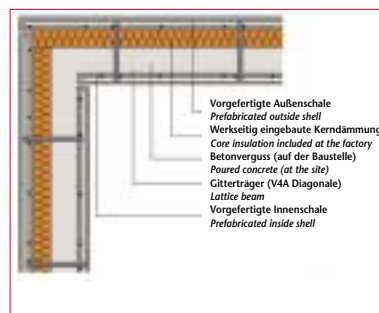 Vorgefertigte Außenschale
Prefabricated outside shell
Werkseitig eingebaute Kerndämmung
Core insulation included at the factory
Betonverguss (auf der Baustelle)
Poured concrete (at the site)
Gitterträger (V4A Diagonale)
Lattice beam
Vorgefertigte Innenschale
Prefabricated inside shell